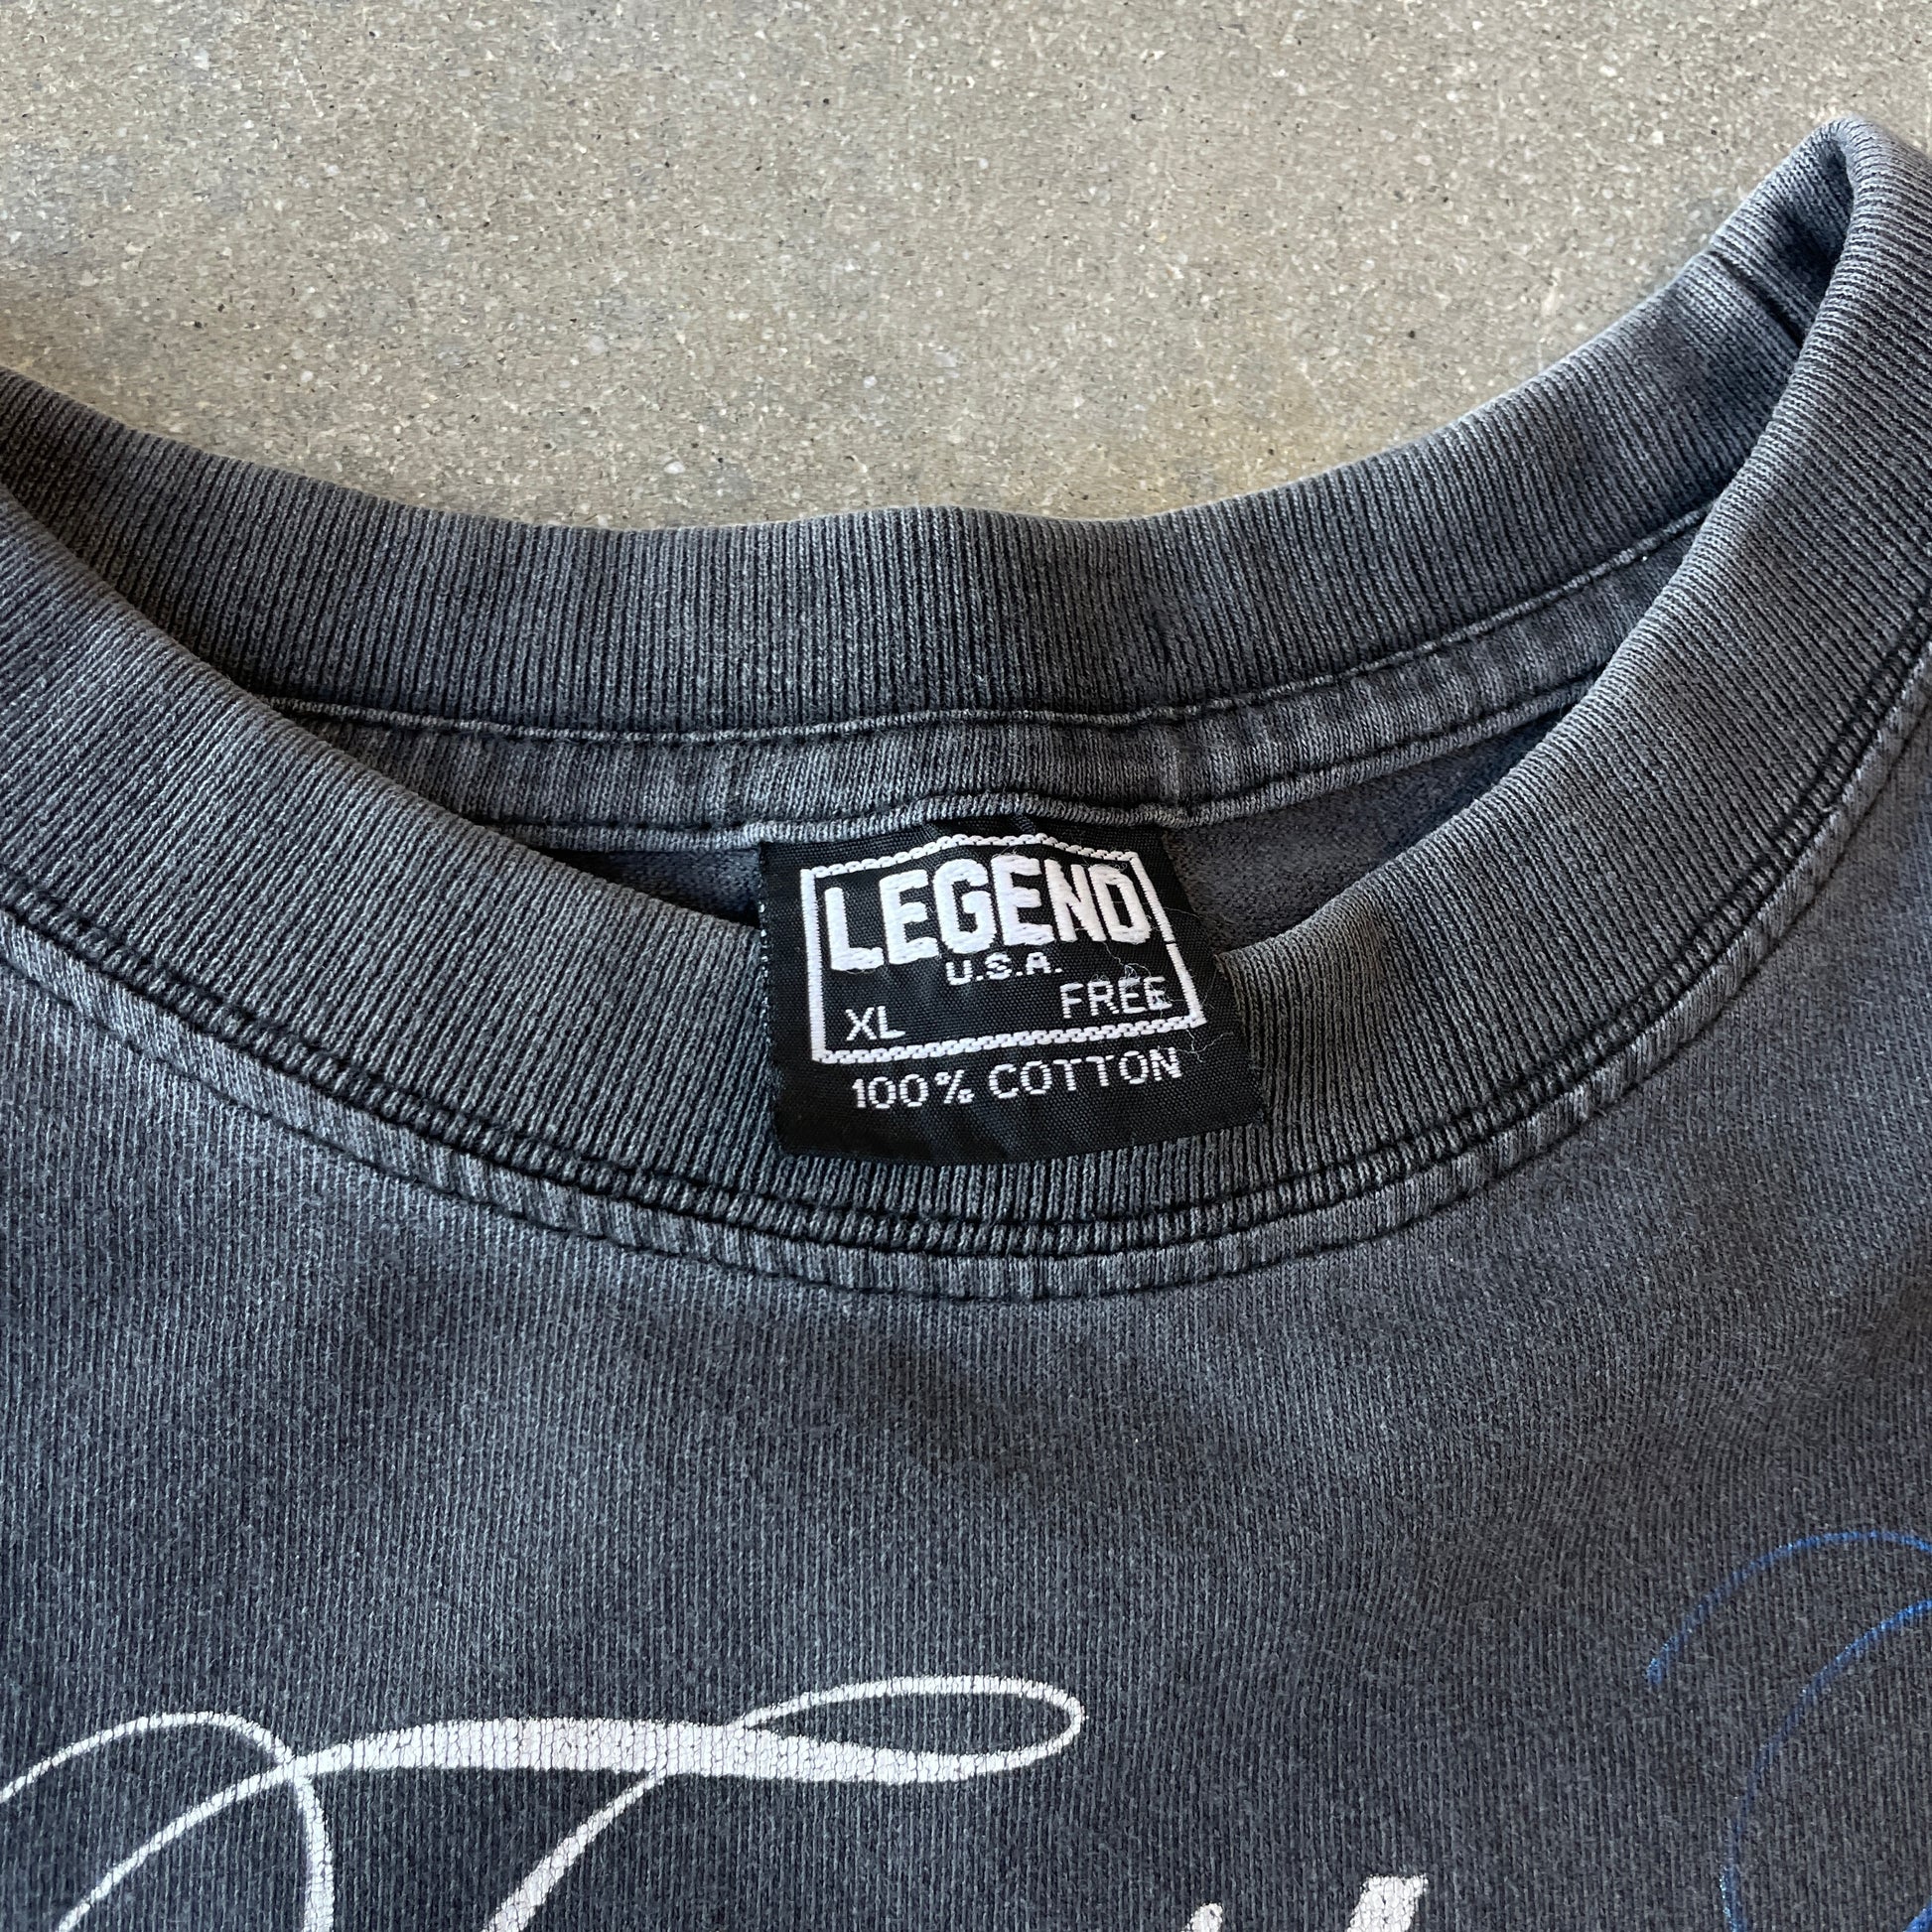 LEGEND
U.S.A.
XL FREE
100% COTTON